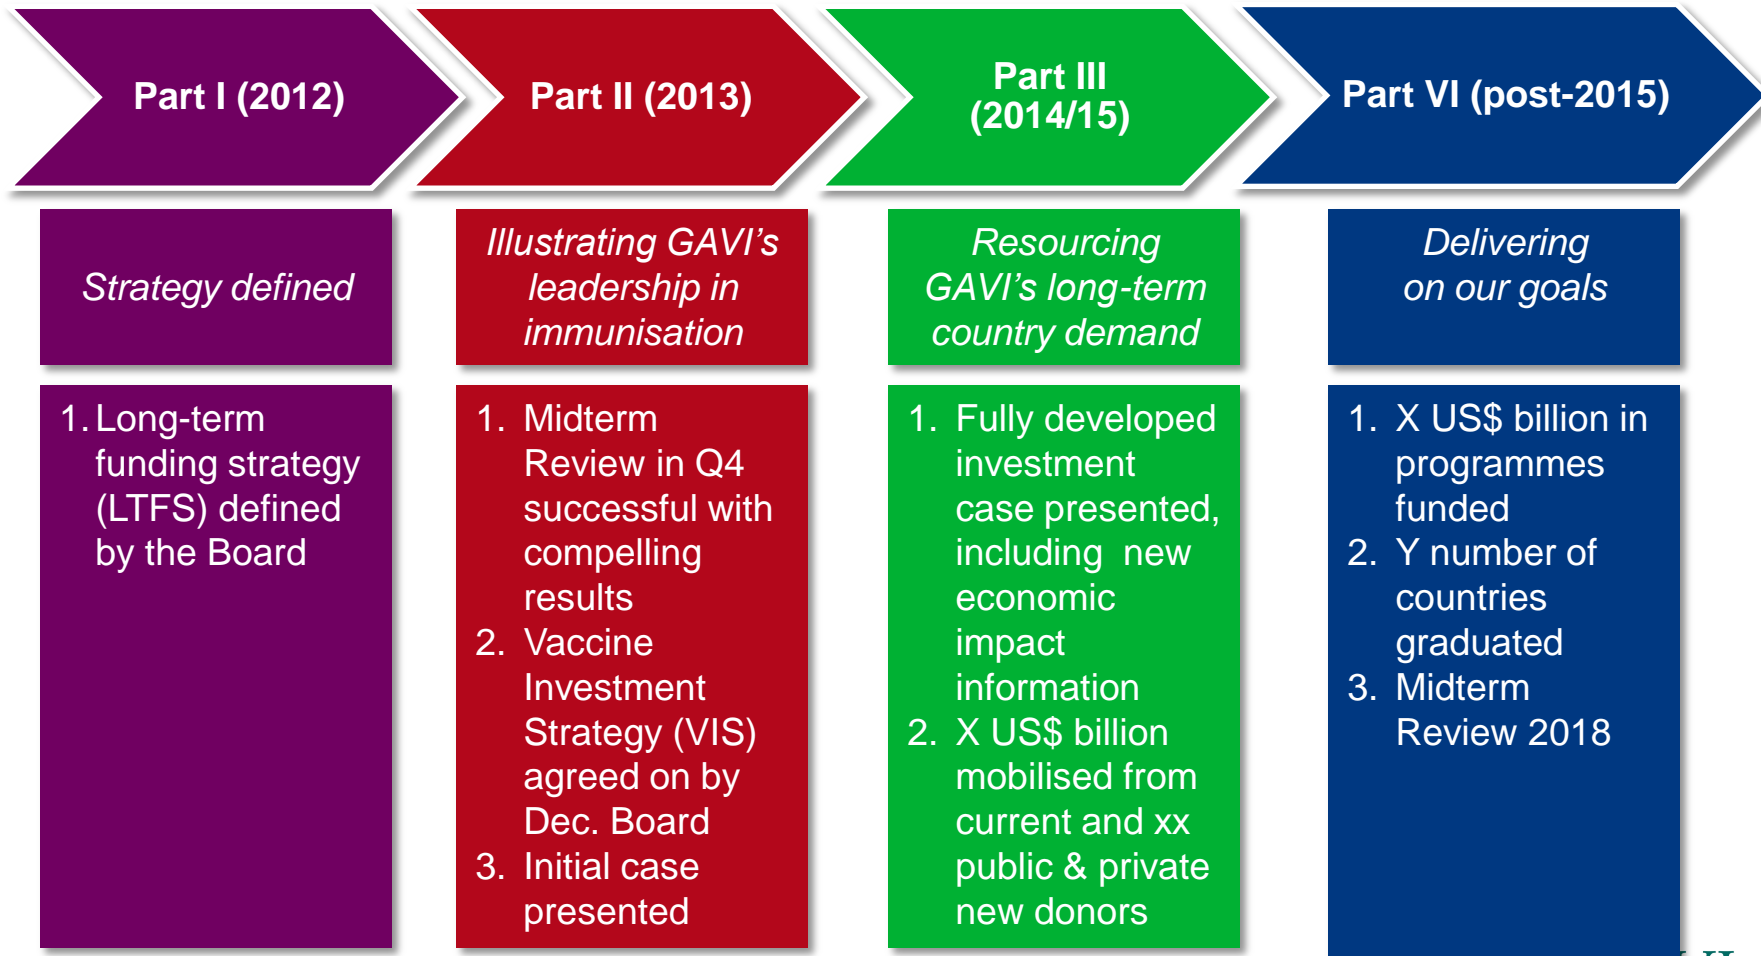 Part I (2012)
Part II (2013)
Part III
(2014/15)
Part VI (post-2015)
Strategy defined
Illustrating GAVI's
leadership in
immunisation
Resourcing
GAVI's long-term
country demand
Delivering
on our goals
1. Long-term
funding strategy
(LTFS) defined
by the Board
1. Midterm
Review in Q4
successful with
compelling
results
2. Vaccine
Investment
Strategy (VIS)
agreed on by
Dec. Board
3. Initial case
presented
1. Fully developed
investment
case presented,
including new
economic
impact
information
2. X US$ billion
mobilised from
current and xx
public & private
new donors
1. X US$ billion in
programmes
funded
2. Y number of
countries
graduated
3. Midterm
Review 2018